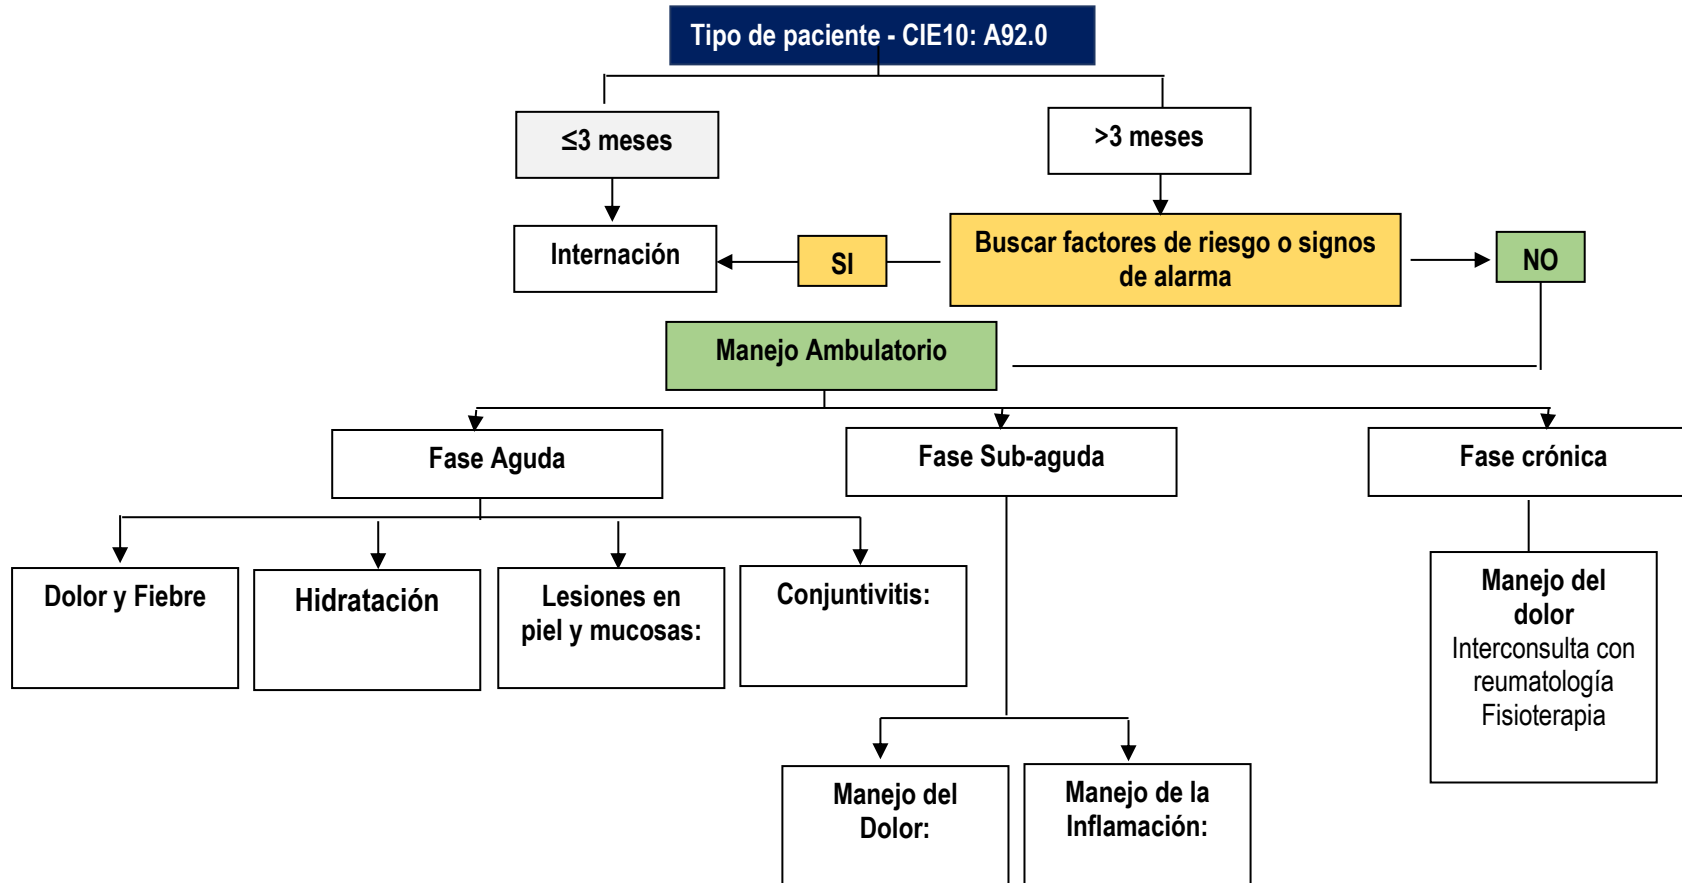 Tipo de paciente - CIE10: A92.0
≤3 meses
>3 meses
Internación
SI
Buscar factores de riesgo o signos
de alarma
NO
Manejo Ambulatorio
Fase Aguda
Fase Sub-aguda
Fase crónica
Dolor y Fiebre
Hidratación
Lesiones en
piel y mucosas:
Conjuntivitis:
Manejo del
dolor
Interconsulta con
reumatología
Fisioterapia
Manejo del
Dolor:
Manejo de la
Inflamación: